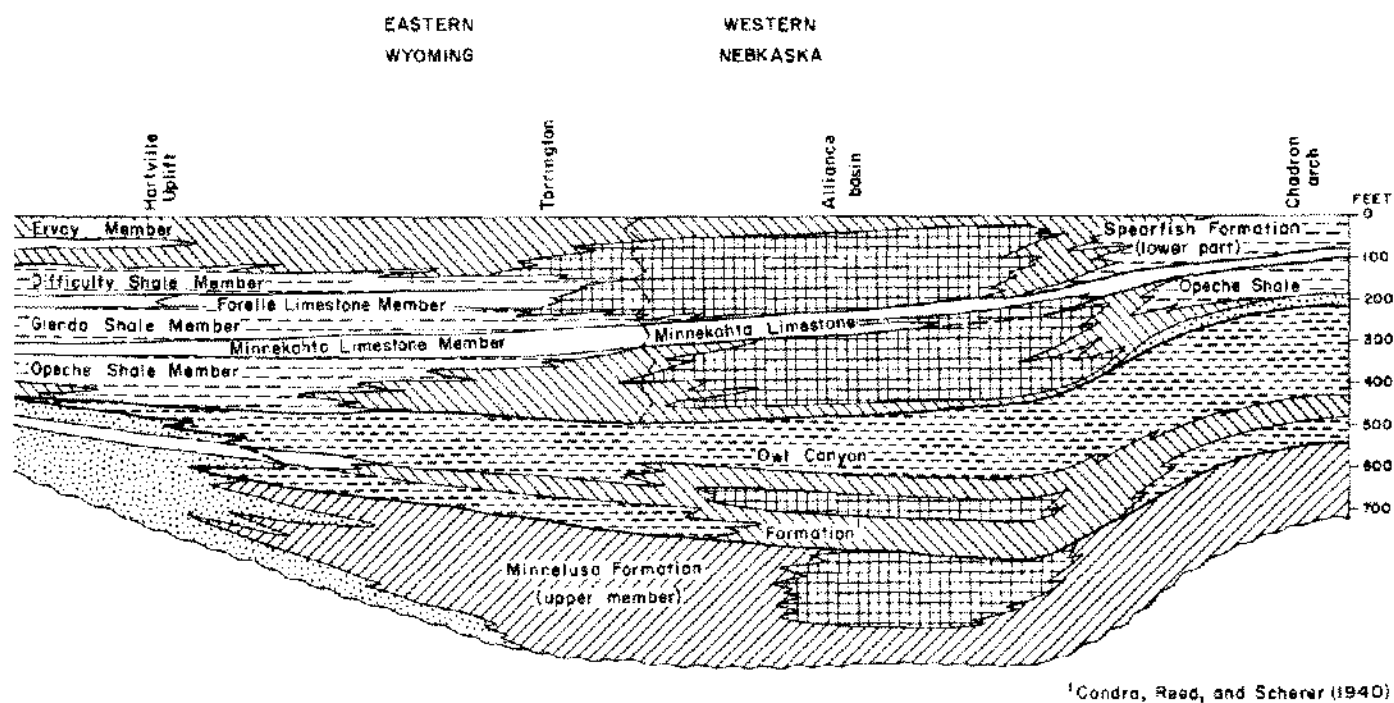 EASTERN
WYOMING
WESTERN
NEBKASKA
Hartville
Uplift
Torrington
Alliance
basin
Chadron
arch
FEET
0
100
200
300
400
500
600
700
Ervay Member
Difficulty Shale Member
Forelle Limestone Member
Glendo Shale Member
Minnekahta Limestone Member
Opeche Shale Member
Minnekahta Limestone
Spearfish Formation
(lower part)
Opeche Shale
Owl Canyon
Formation
Minnelusa Formation
(upper member)
¹Condra, Reed, and Scherer (1940)